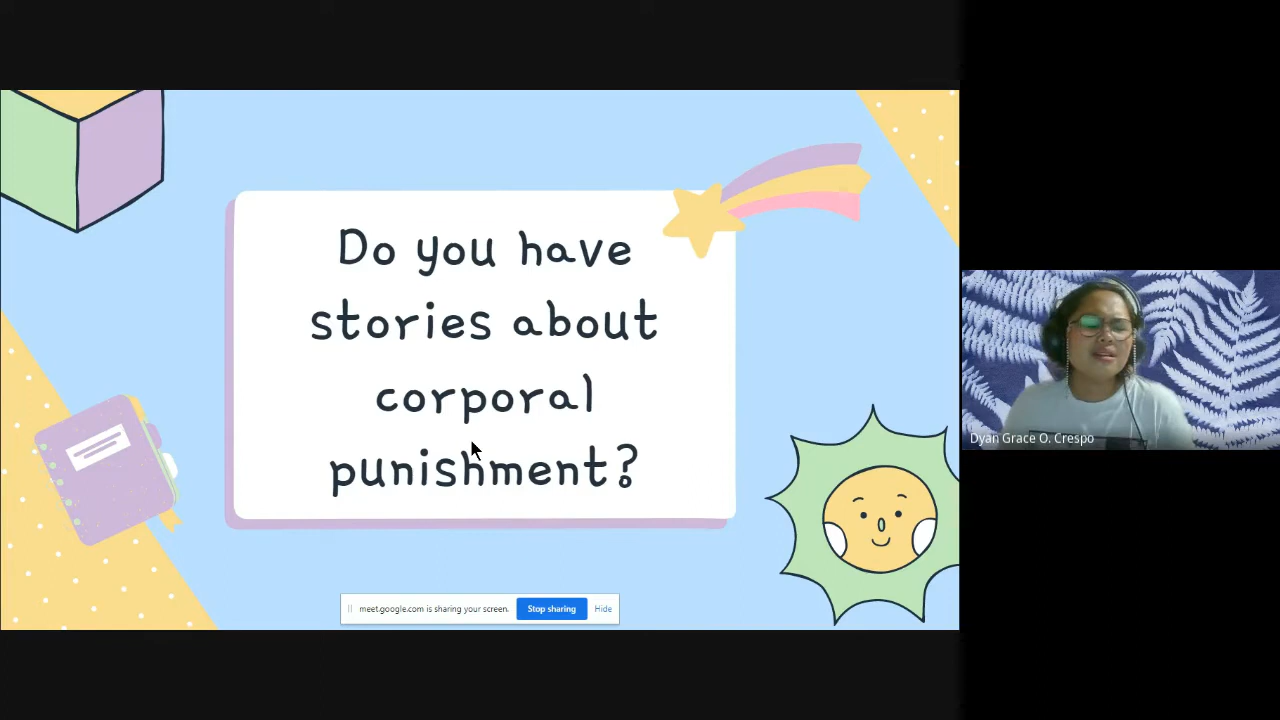 Do you have
stories about
corporal
punishment?
Dyan Grace O. Crespo
meet.google.com is sharing your screen. Stop sharing Hide